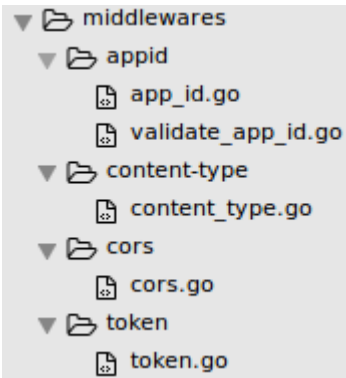 middlewares
appid
app_id.go
validate_app_id.go
content-type
content_type.go
cors
cors.go
token
token.go